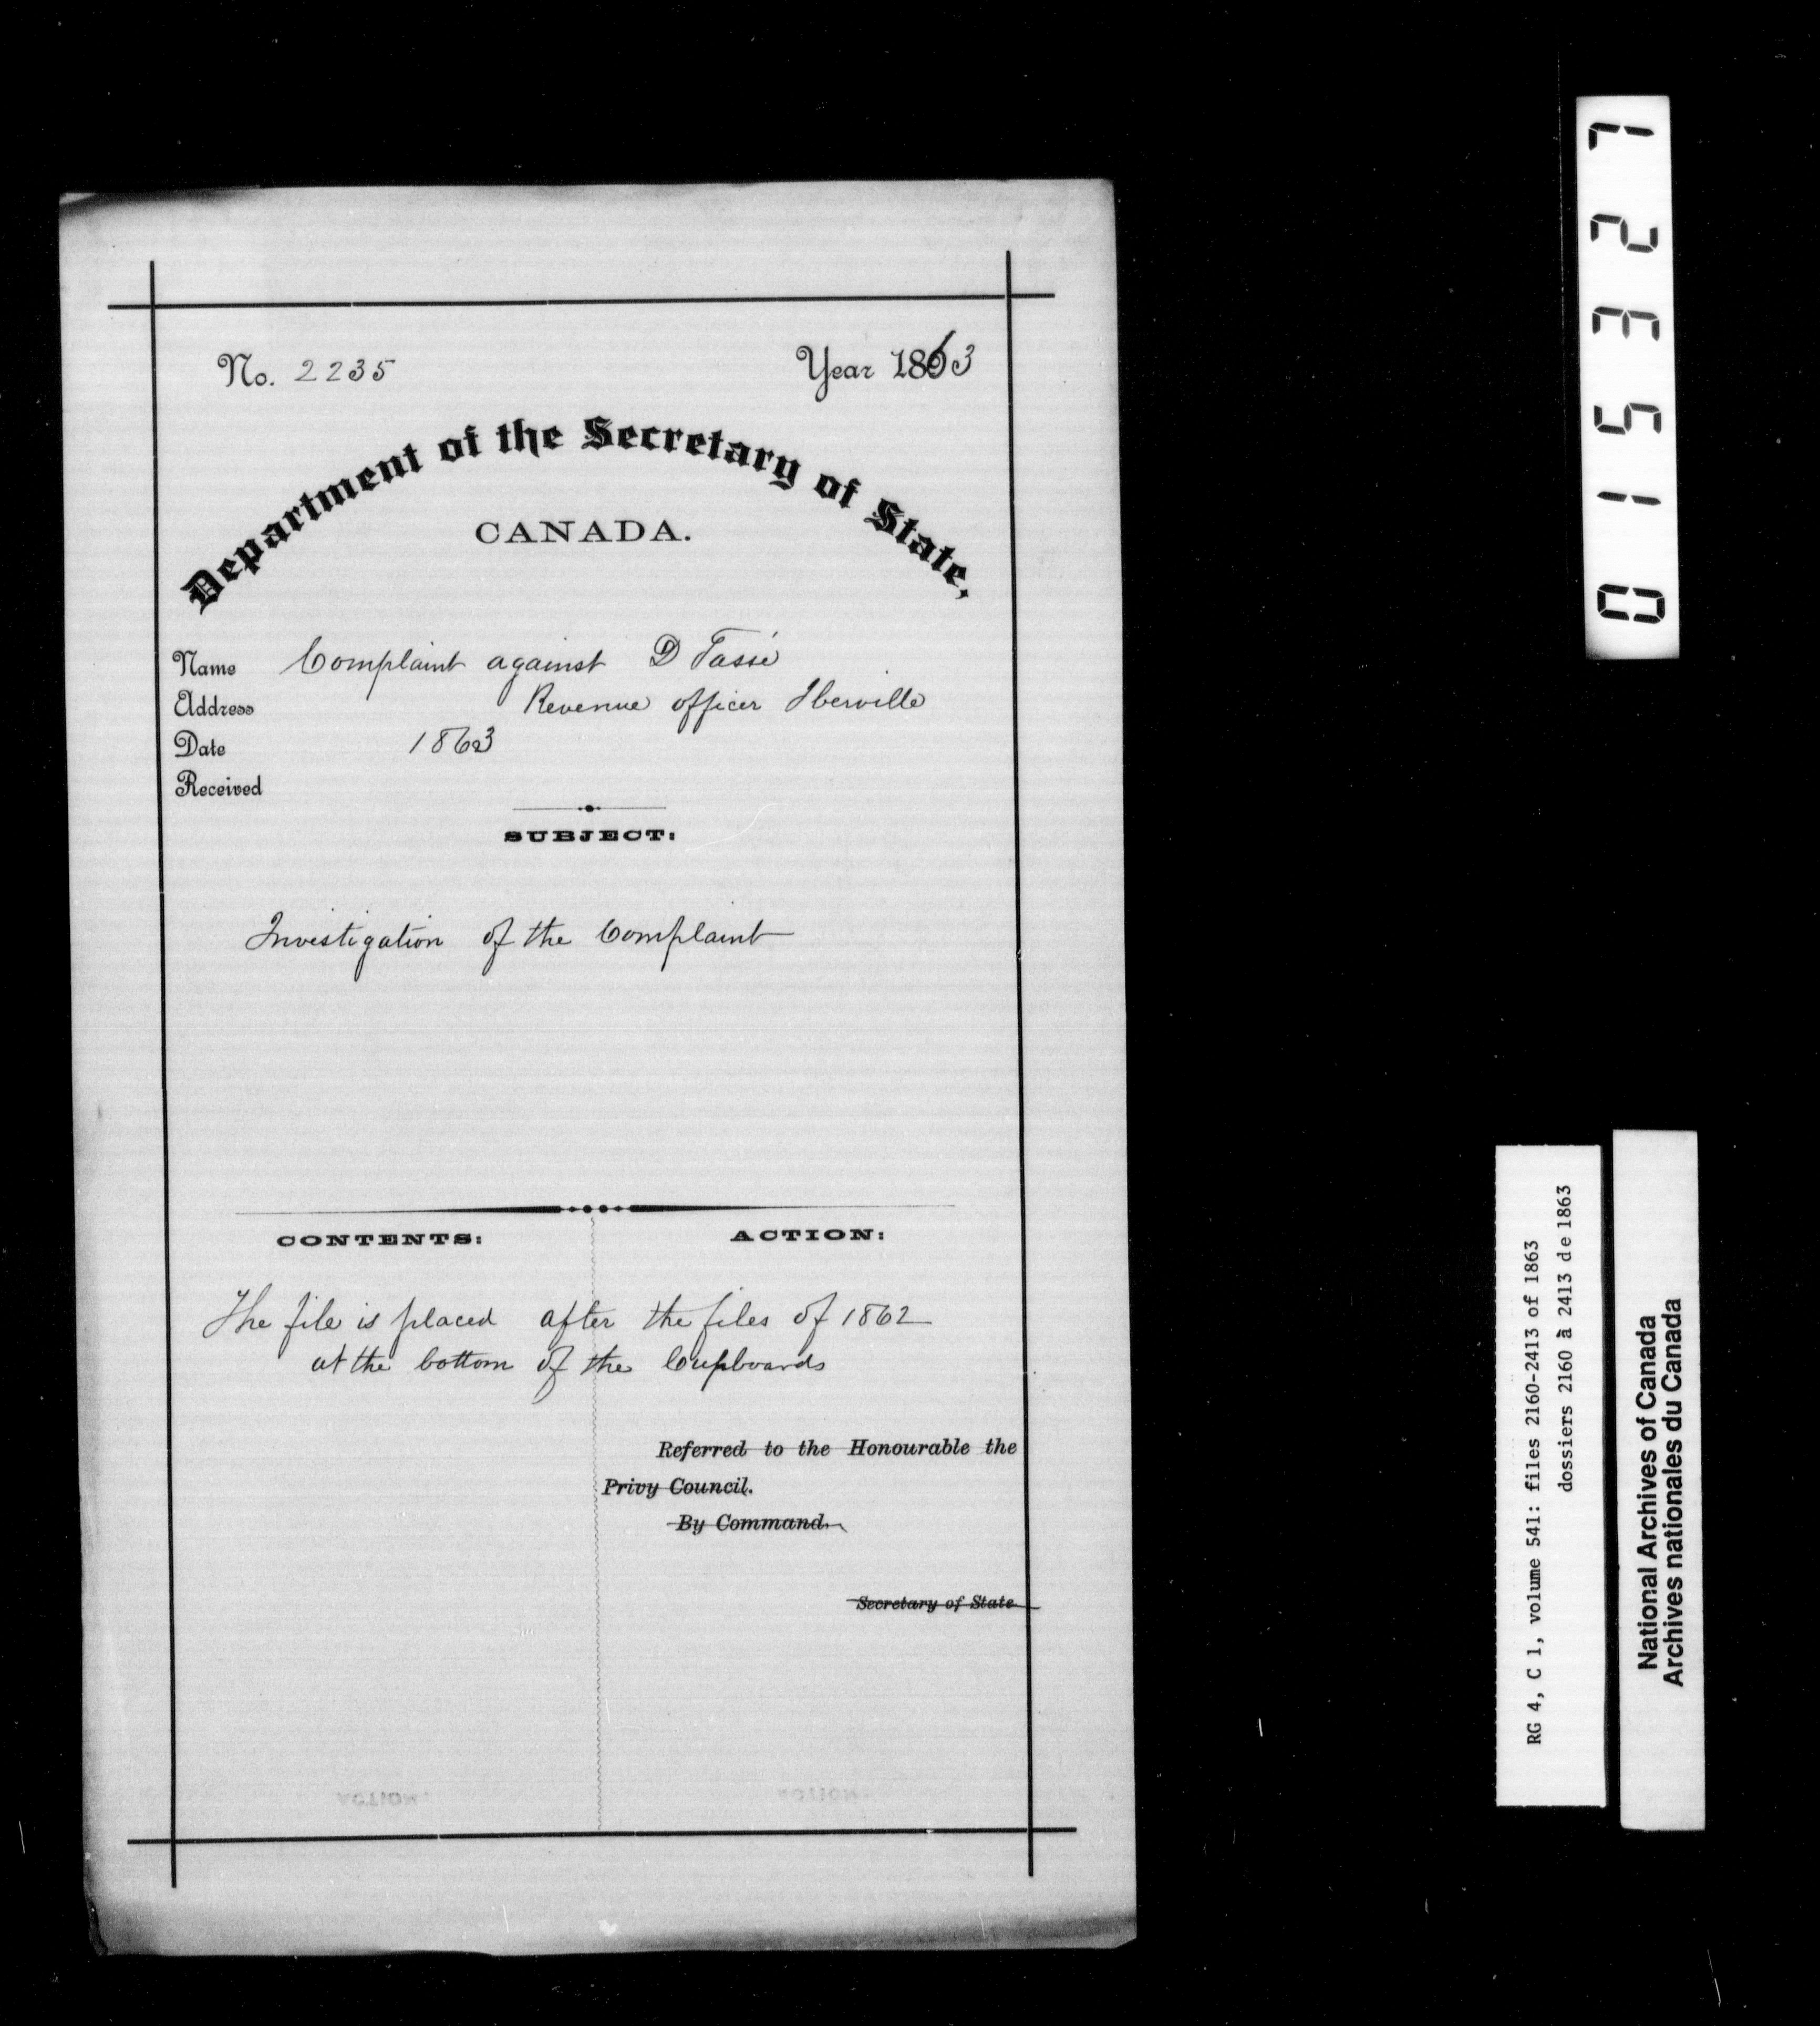 No. 2235 Year 1863
Department of the Secretary of State,
CANADA.
Name Complaint against D Tassé
Address Revenue officer Iberville
Date 1863
Received
SUBJECT:
Investigation of the Complaint
CONTENTS: ACTION:
The file is placed after the files of 1862
at the bottom of the Cupboards
Referred to the Honourable the
Privy Council.
By Command.
Secretary of State
015327
RG 4, C 1, volume 541: files 2160-2413 of 1863
dossiers 2160 à 2413 de 1863
National Archives of Canada
Archives nationales du Canada